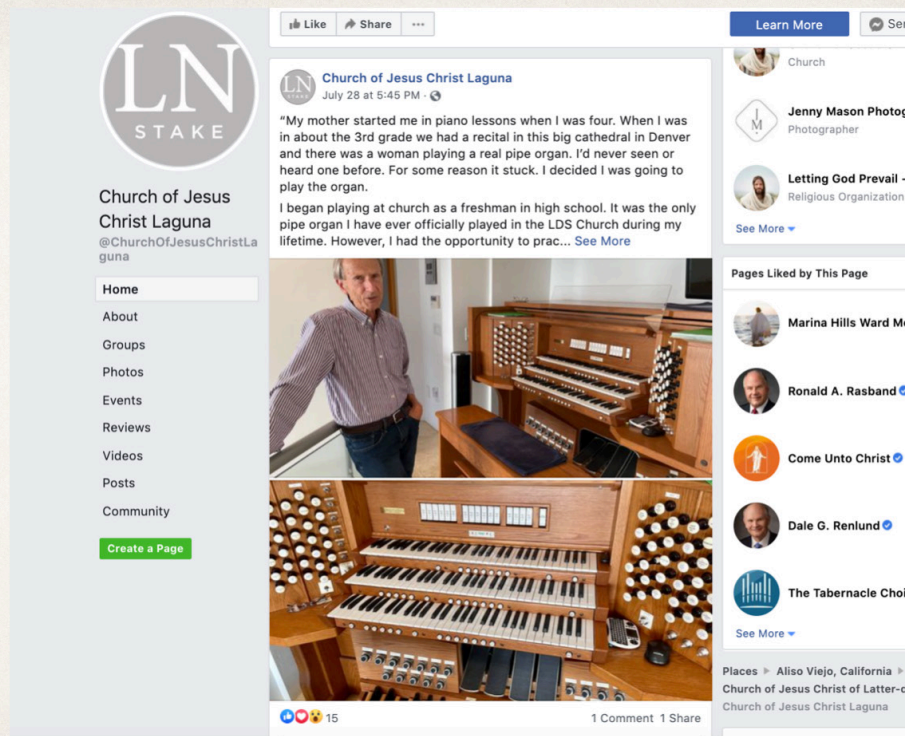 LN
STAKE
Church of Jesus
Christ Laguna
@ChurchOfJesusChristLa
guna
Home
About
Groups
Photos
Events
Reviews
Videos
Posts
Community
Create a Page
Like Share ...
LN
Church of Jesus Christ Laguna
July 28 at 5:45 PM ·
“My mother started me in piano lessons when I was four. When I was
in about the 3rd grade we had a recital in this big cathedral in Denver
and there was a woman playing a real pipe organ. I'd never seen or
heard one before. For some reason it stuck. I decided I was going to
play the organ.
I began playing at church as a freshman in high school. It was the only
pipe organ I have ever officially played in the LDS Church during my
lifetime. However, I had the opportunity to prac... See More
15
1 Comment 1 Share
Learn More
Church
J
M
Jenny Mason
Photographer
Letting God Prevail -
Religious Organization
See More
Pages Liked by This Page
Marina Hills Ward
Ronald A. Rasband
Come Unto Christ
Dale G. Renlund
The Tabernacle
See More
Places Aliso Viejo, California
Church of Jesus Christ of
Church of Jesus Christ Laguna